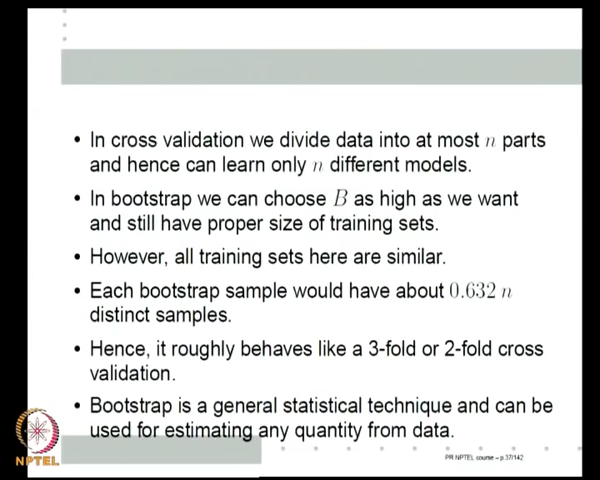 • In cross validation we divide data into at most n parts
and hence can learn only n different models.
• In bootstrap we can choose B as high as we want
and still have proper size of training sets.
• However, all training sets here are similar.
• Each bootstrap sample would have about 0.632 n
distinct samples.
• Hence, it roughly behaves like a 3-fold or 2-fold cross
validation.
• Bootstrap is a general statistical technique and can be
used for estimating any quantity from data.
NPTEL
PR NPTEL course – p.37/142